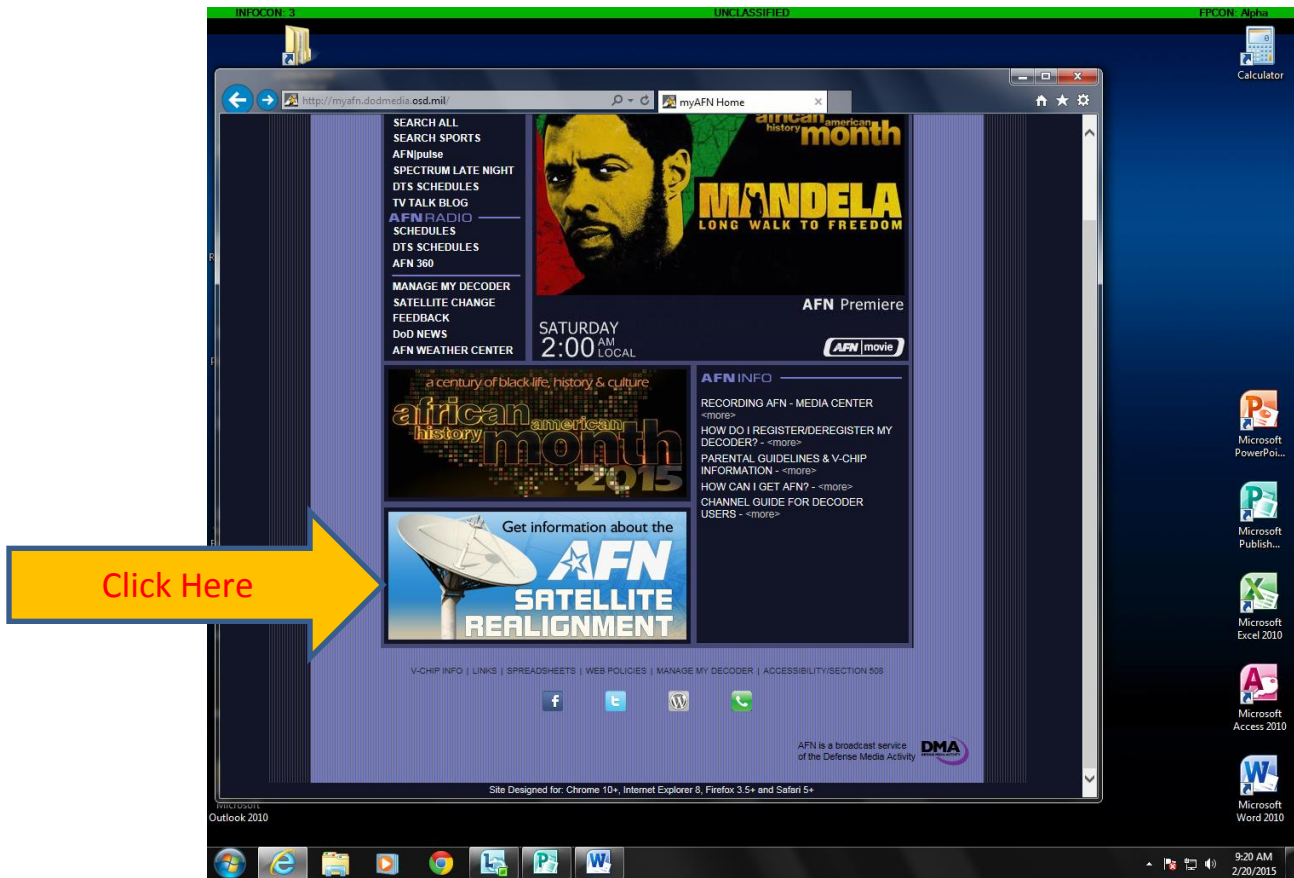 INFOCON: 3
UNCLASSIFIED
FPCON: Alpha
Calculator
http://myafn.dodmedia.osd.mil/
myAFN Home
SEARCH ALL
SEARCH SPORTS
AFN|pulse
SPECTRUM LATE NIGHT
DTS SCHEDULES
TV TALK BLOG
AFN RADIO
SCHEDULES
DTS SCHEDULES
AFN 360
MANAGE MY DECODER
SATELLITE CHANGE
FEEDBACK
DoD NEWS
AFN WEATHER CENTER
african american
history month
MANDELA
LONG WALK TO FREEDOM
AFN Premiere
SATURDAY
2:00 AM LOCAL
AFN movie
a century of black life, history & culture
african american
history month
2015
AFN INFO
RECORDING AFN - MEDIA CENTER
<more>
HOW DO I REGISTER/DEREGISTER MY
DECODER? - <more>
PARENTAL GUIDELINES & V-CHIP
INFORMATION - <more>
HOW CAN I GET AFN? - <more>
CHANNEL GUIDE FOR DECODER
USERS - <more>
Get information about the
AFN
SATELLITE
REALIGNMENT
Click Here
V-CHIP INFO | LINKS | SPREADSHEETS | WEB POLICIES | MANAGE MY DECODER | ACCESSIBILITY/SECTION 508
AFN is a broadcast service
of the Defense Media Activity
DMA
Site Designed for: Chrome 10+, Internet Explorer 8, Firefox 3.5+ and Safari 5+
Microsoft
PowerPoi...
Microsoft
Publish...
Microsoft
Excel 2010
Microsoft
Access 2010
Microsoft
Word 2010
Microsoft
Outlook 2010
9:20 AM
2/20/2015